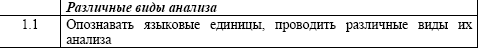 Различные виды анализа
1.1 Опознавать языковые единицы, проводить различные виды их
анализа